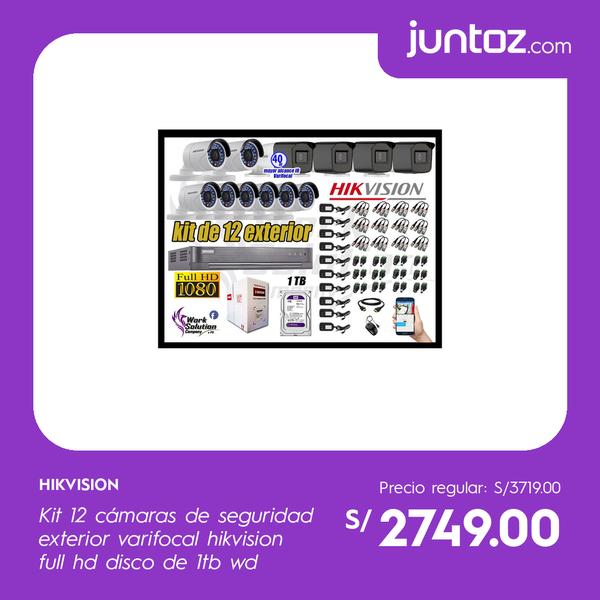 juntoz.com
40
mayor alcance IR
Varifocal
HIKVISION
kit de 12 exterior
Full HD
1080
1 TB
Work
Solution
Company
HIKVISION
Kit 12 cámaras de seguridad
exterior varifocal hikvision
full hd disco de 1tb wd
Precio regular: S/3719.00
S/ 2749.00